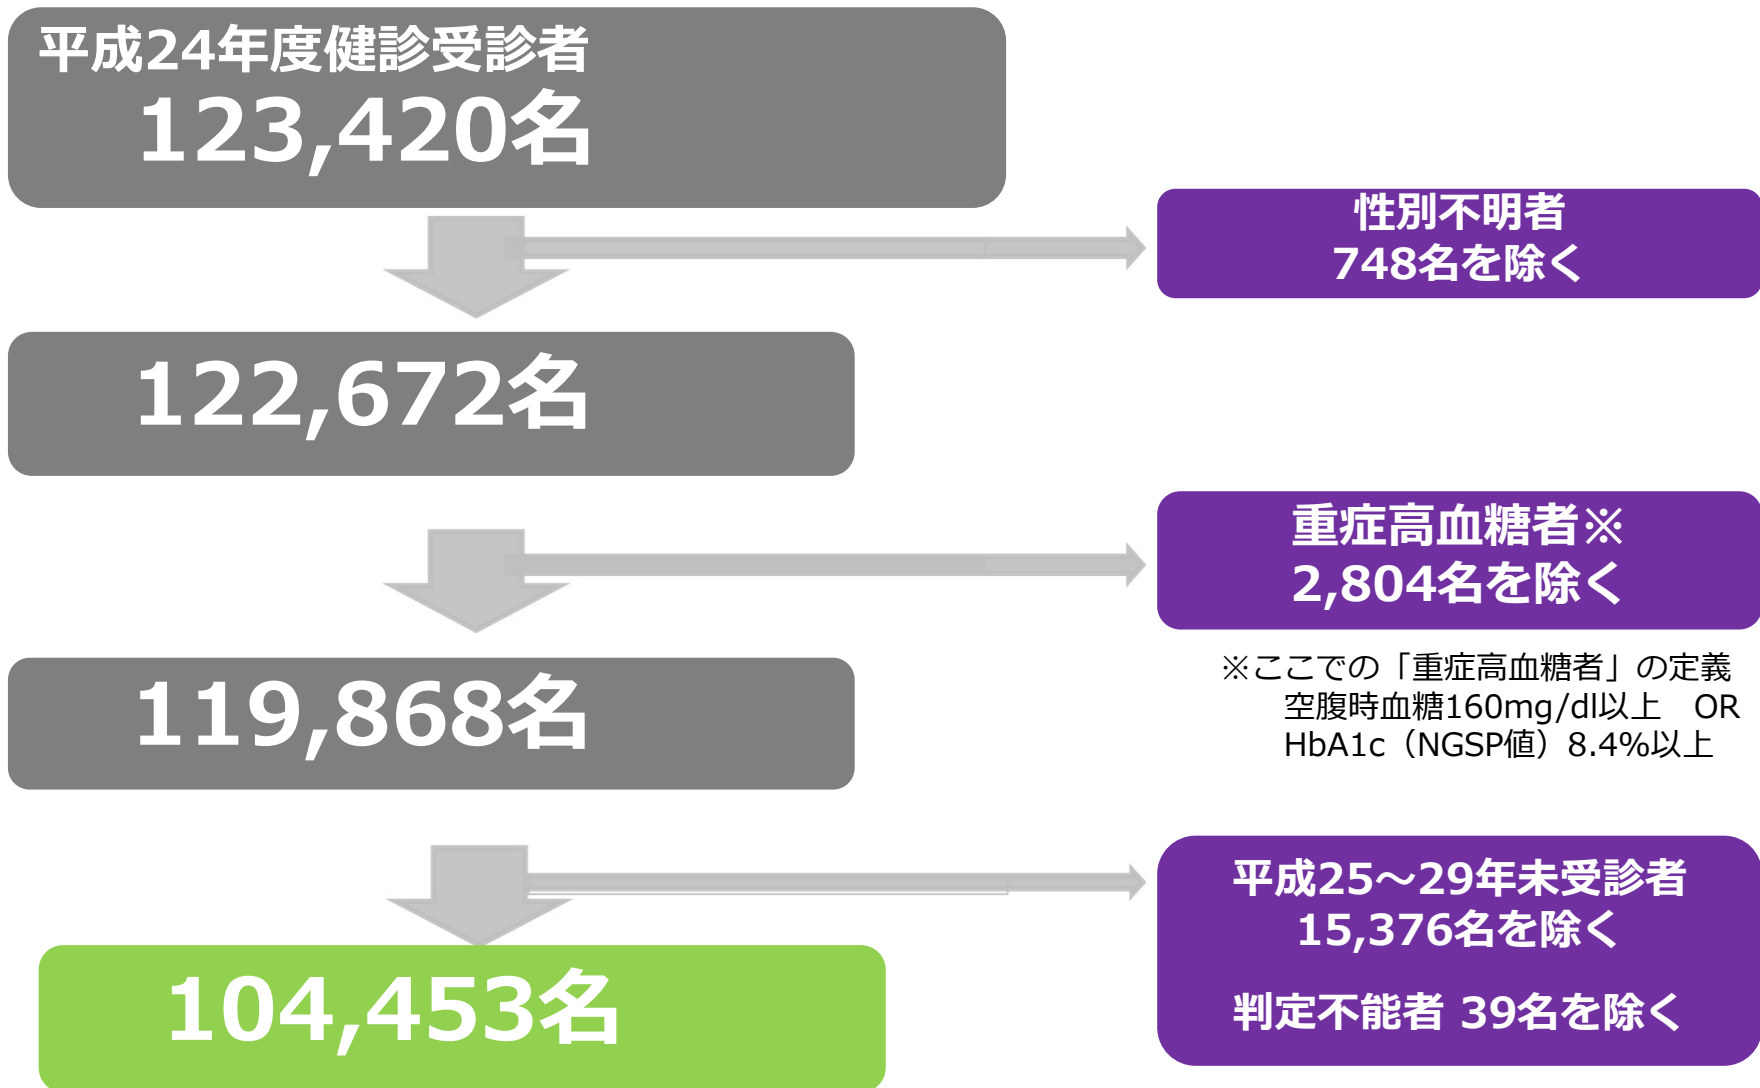 平成24年度健診受診者
123,420名
性別不明者
748名を除く
122,672名
重症高血糖者※
2,804名を除く
※ここでの「重症高血糖者」の定義
空腹時血糖160mg/dl以上　OR
HbA1c（NGSP値）8.4%以上
119,868名
平成25～29年未受診者
15,376名を除く
判定不能者 39名を除く
104,453名